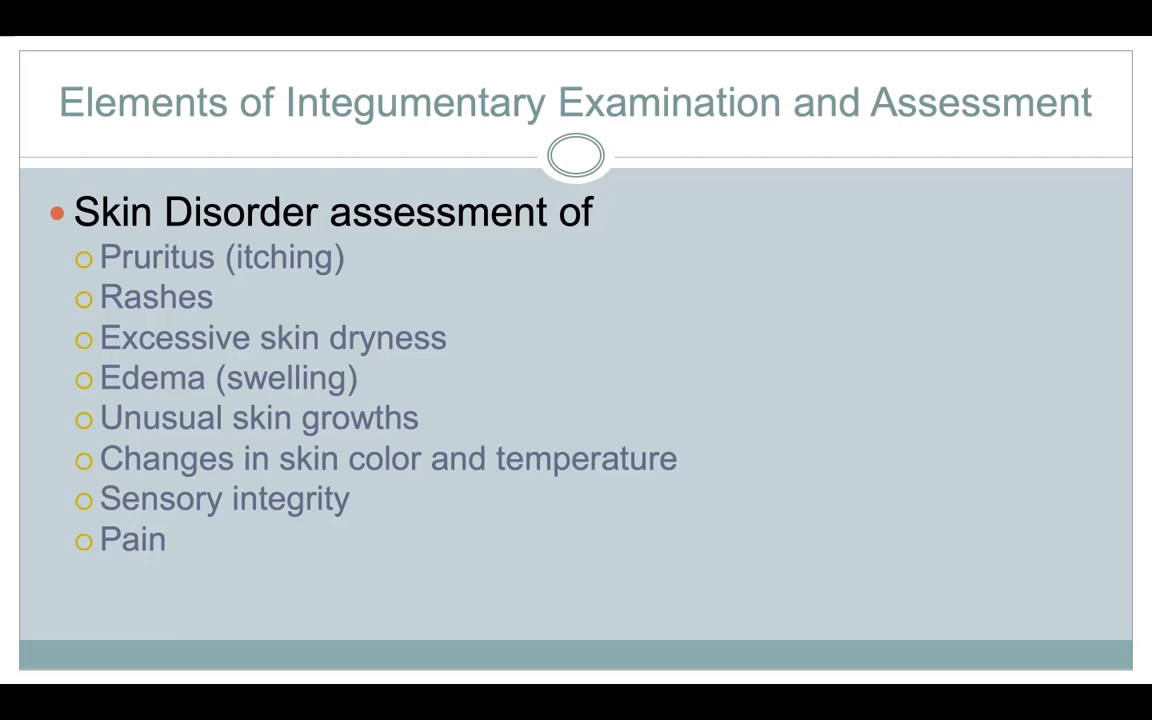 Elements of Integumentary Examination and Assessment
Skin Disorder assessment of
Pruritus (itching)
Rashes
Excessive skin dryness
Edema (swelling)
Unusual skin growths
Changes in skin color and temperature
Sensory integrity
Pain